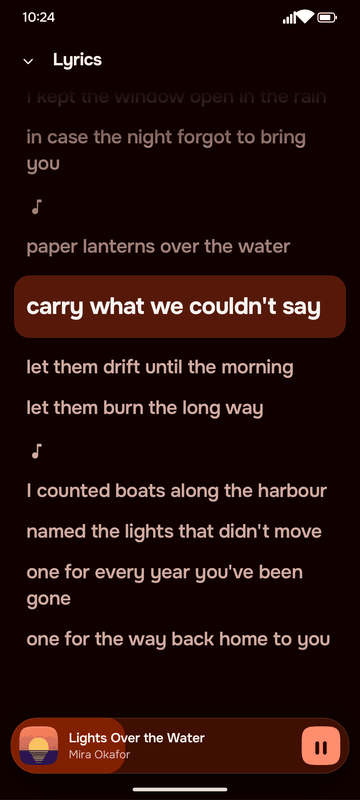 10:24
Lyrics
I kept the window open in the rain
in case the night forgot to bring
you
paper lanterns over the water
carry what we couldn't say
let them drift until the morning
let them burn the long way
I counted boats along the harbour
named the lights that didn't move
one for every year you've been
gone
one for the way back home to you
Lights Over the Water
Mira Okafor